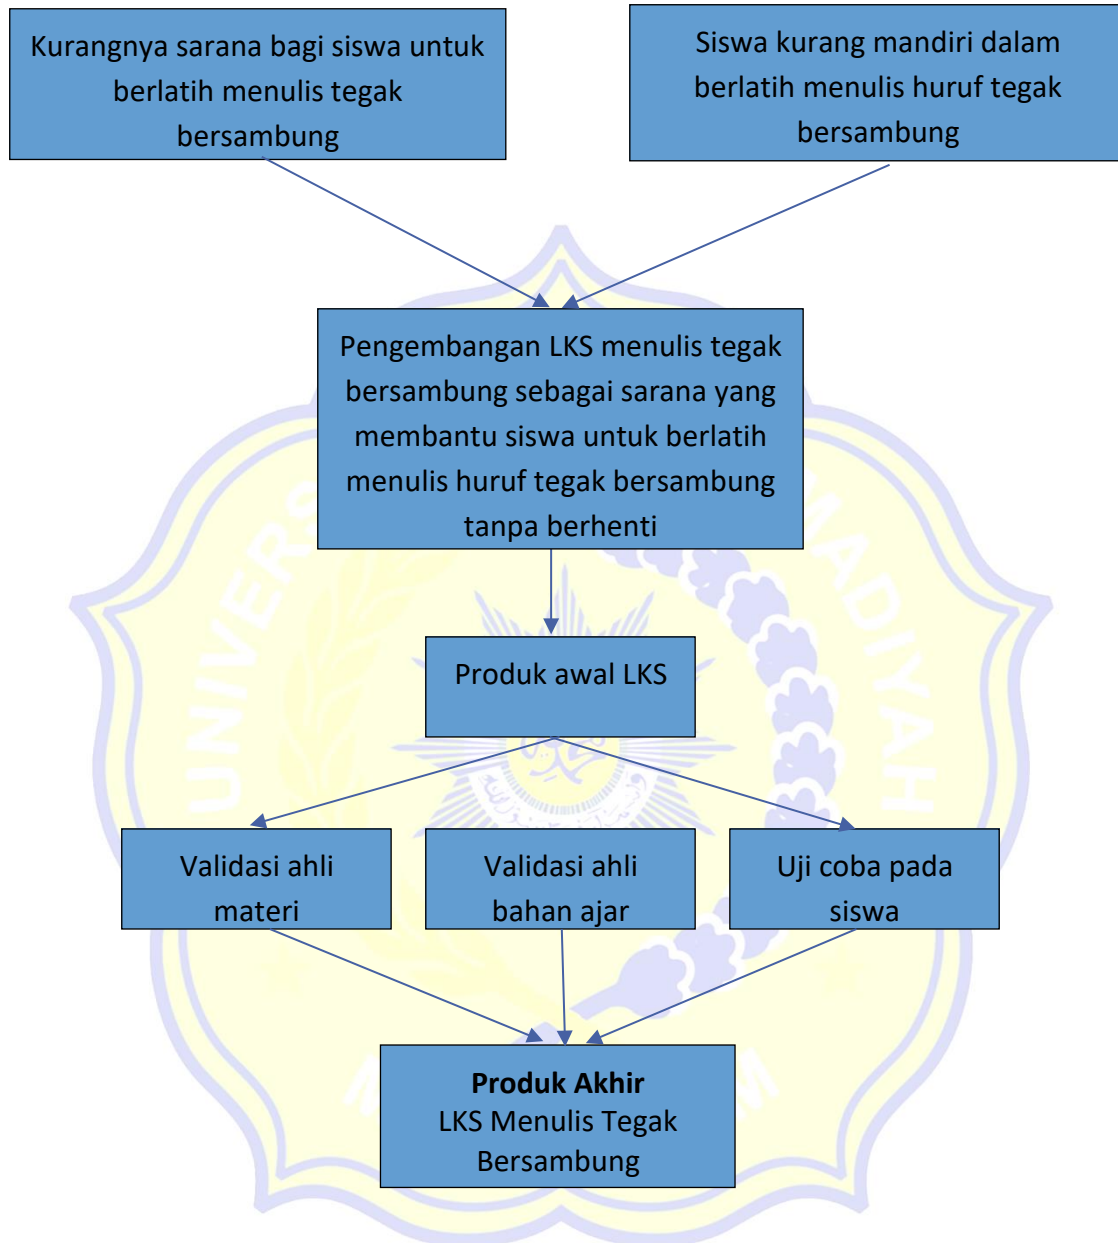 Kurangnya sarana bagi siswa untuk
berlatih menulis tegak
bersambung
Siswa kurang mandiri dalam
berlatih menulis huruf tegak
bersambung
Pengembangan LKS menulis tegak
bersambung sebagai sarana yang
membantu siswa untuk berlatih
menulis huruf tegak bersambung
tanpa berhenti
Produk awal LKS
Validasi ahli
materi
Validasi ahli
bahan ajar
Uji coba pada
siswa
Produk Akhir
LKS Menulis Tegak
Bersambung